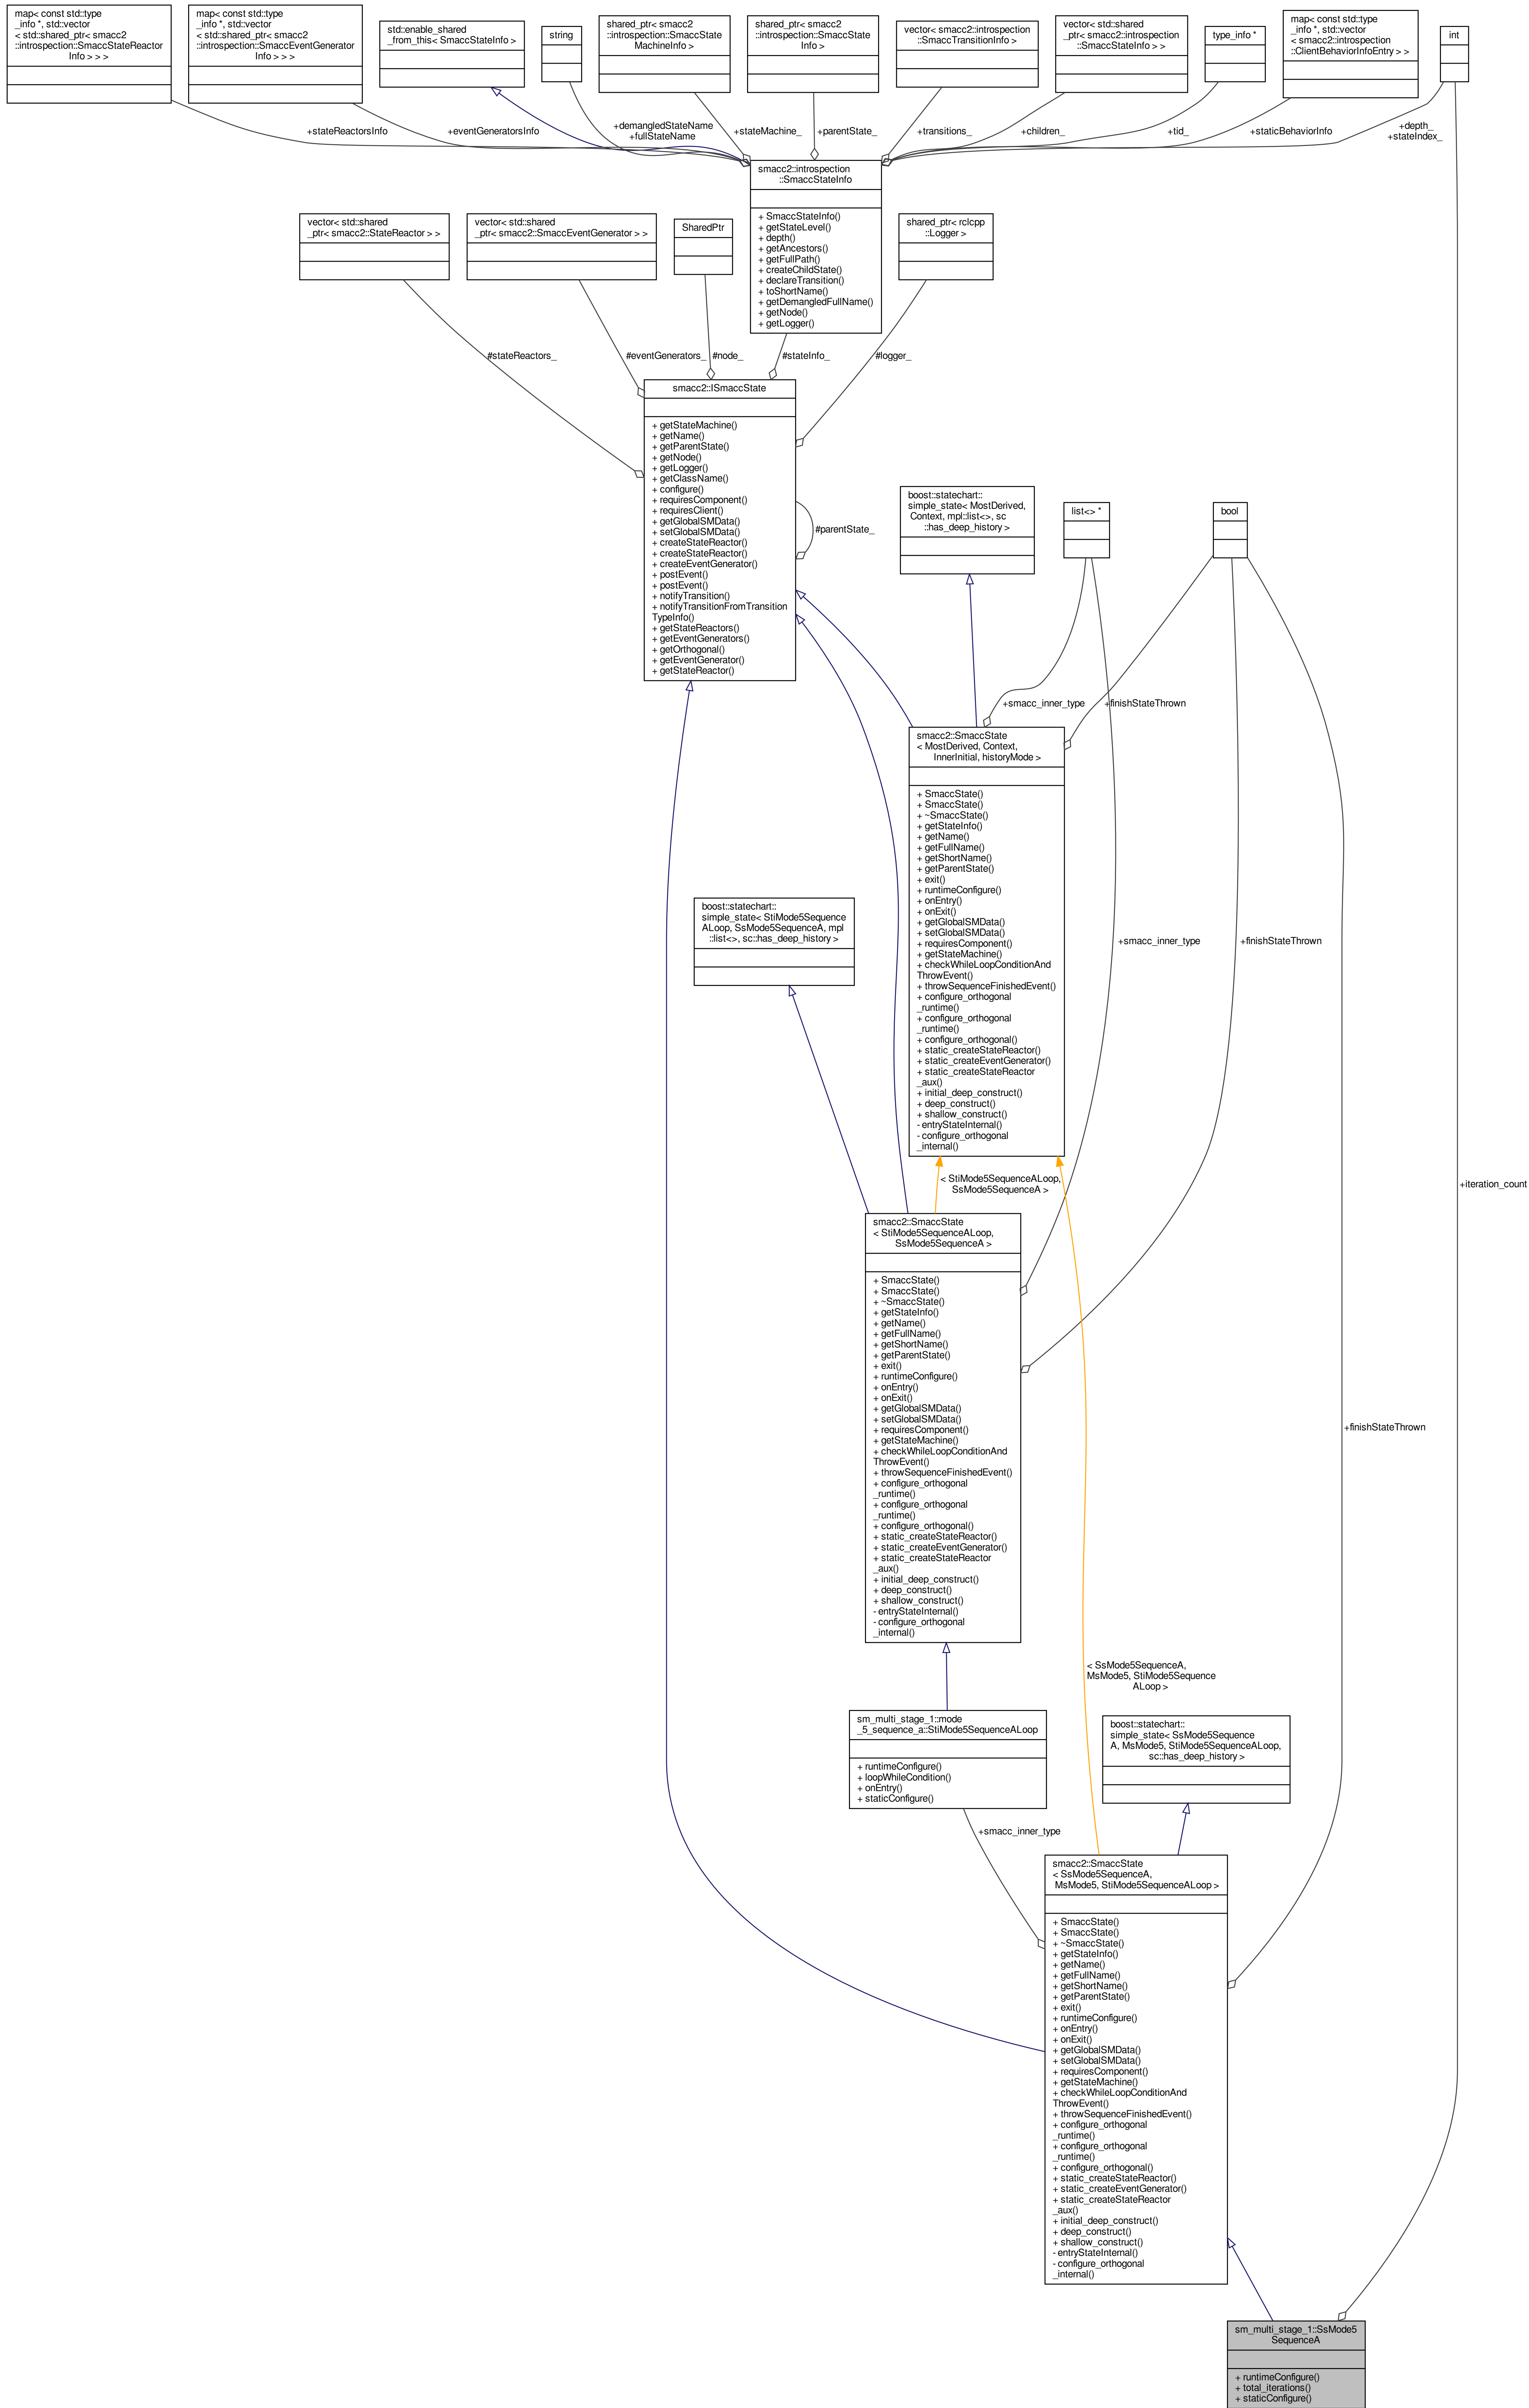 map< const std::type
_info *, std::vector
< std::shared_ptr< smacc2
::introspection::SmaccStateReactor
Info > > >
map< const std::type
_info *, std::vector
< std::shared_ptr< smacc2
::introspection::SmaccEventGenerator
Info > > >
std::enable_shared
_from_this< SmaccStateInfo >
string
shared_ptr< smacc2
::introspection::SmaccState
MachineInfo >
shared_ptr< smacc2
::introspection::SmaccState
Info >
vector< smacc2::introspection
::SmaccTransitionInfo >
vector< std::shared
_ptr< smacc2::introspection
::SmaccStateInfo > >
type_info *
map< const std::type
_info *, std::vector
< smacc2::introspection
::ClientBehaviorInfoEntry > >
int
+stateReactorsInfo
+eventGeneratorsInfo
+demangledStateName
+fullStateName
+stateMachine_
+parentState_
+transitions_
+children_
+tid_
+staticBehaviorInfo
+depth_
+stateIndex_
smacc2::introspection
::SmaccStateInfo
+ SmaccStateInfo()
+ getStateLevel()
+ depth()
+ getAncestors()
+ getFullPath()
+ createChildState()
+ declareTransition()
+ toShortName()
+ getDemangledFullName()
+ getNode()
+ getLogger()
vector< std::shared
_ptr< smacc2::StateReactor > >
vector< std::shared
_ptr< smacc2::SmaccEventGenerator > >
SharedPtr
shared_ptr< rclcpp
::Logger >
#stateReactors_
#eventGenerators_
#node_
#stateInfo_
#logger_
smacc2::ISmaccState
+ getStateMachine()
+ getName()
+ getParentState()
+ getNode()
+ getLogger()
+ getClassName()
+ configure()
+ requiresComponent()
+ requiresClient()
+ getGlobalSMData()
+ setGlobalSMData()
+ createStateReactor()
+ createStateReactor()
+ createEventGenerator()
+ postEvent()
+ postEvent()
+ notifyTransition()
+ notifyTransitionFromTransition
TypeInfo()
+ getStateReactors()
+ getEventGenerators()
+ getOrthogonal()
+ getEventGenerator()
+ getStateReactor()
#parentState_
boost::statechart::
simple_state< MostDerived,
Context, mpl::list<>, sc
::has_deep_history >
list<> *
bool
+smacc_inner_type
+finishStateThrown
smacc2::SmaccState
< MostDerived, Context,
InnerInitial, historyMode >
+ SmaccState()
+ SmaccState()
+ ~SmaccState()
+ getStateInfo()
+ getName()
+ getFullName()
+ getShortName()
+ getParentState()
+ exit()
+ runtimeConfigure()
+ onEntry()
+ onExit()
+ getGlobalSMData()
+ setGlobalSMData()
+ requiresComponent()
+ getStateMachine()
+ checkWhileLoopConditionAnd
ThrowEvent()
+ throwSequenceFinishedEvent()
+ configure_orthogonal
_runtime()
+ configure_orthogonal
_runtime()
+ configure_orthogonal()
+ static_createStateReactor()
+ static_createEventGenerator()
+ static_createStateReactor
_aux()
+ initial_deep_construct()
+ deep_construct()
+ shallow_construct()
- entryStateInternal()
- configure_orthogonal
_internal()
boost::statechart::
simple_state< StiMode5Sequence
ALoop, SsMode5SequenceA, mpl
::list<>, sc::has_deep_history >
+smacc_inner_type
+finishStateThrown
< StiMode5SequenceALoop,
SsMode5SequenceA >
+iteration_count
smacc2::SmaccState
< StiMode5SequenceALoop,
SsMode5SequenceA >
+ SmaccState()
+ SmaccState()
+ ~SmaccState()
+ getStateInfo()
+ getName()
+ getFullName()
+ getShortName()
+ getParentState()
+ exit()
+ runtimeConfigure()
+ onEntry()
+ onExit()
+ getGlobalSMData()
+ setGlobalSMData()
+ requiresComponent()
+ getStateMachine()
+ checkWhileLoopConditionAnd
ThrowEvent()
+ throwSequenceFinishedEvent()
+ configure_orthogonal
_runtime()
+ configure_orthogonal
_runtime()
+ configure_orthogonal()
+ static_createStateReactor()
+ static_createEventGenerator()
+ static_createStateReactor
_aux()
+ initial_deep_construct()
+ deep_construct()
+ shallow_construct()
- entryStateInternal()
- configure_orthogonal
_internal()
+finishStateThrown
< SsMode5SequenceA,
MsMode5, StiMode5Sequence
ALoop >
sm_multi_stage_1::mode
_5_sequence_a::StiMode5SequenceALoop
+ runtimeConfigure()
+ loopWhileCondition()
+ onEntry()
+ staticConfigure()
boost::statechart::
simple_state< SsMode5Sequence
A, MsMode5, StiMode5SequenceALoop,
sc::has_deep_history >
+smacc_inner_type
smacc2::SmaccState
< SsMode5SequenceA,
MsMode5, StiMode5SequenceALoop >
+ SmaccState()
+ SmaccState()
+ ~SmaccState()
+ getStateInfo()
+ getName()
+ getFullName()
+ getShortName()
+ getParentState()
+ exit()
+ runtimeConfigure()
+ onEntry()
+ onExit()
+ getGlobalSMData()
+ setGlobalSMData()
+ requiresComponent()
+ getStateMachine()
+ checkWhileLoopConditionAnd
ThrowEvent()
+ throwSequenceFinishedEvent()
+ configure_orthogonal
_runtime()
+ configure_orthogonal
_runtime()
+ configure_orthogonal()
+ static_createStateReactor()
+ static_createEventGenerator()
+ static_createStateReactor
_aux()
+ initial_deep_construct()
+ deep_construct()
+ shallow_construct()
- entryStateInternal()
- configure_orthogonal
_internal()
sm_multi_stage_1::SsMode5
SequenceA
+ runtimeConfigure()
+ total_iterations()
+ staticConfigure()